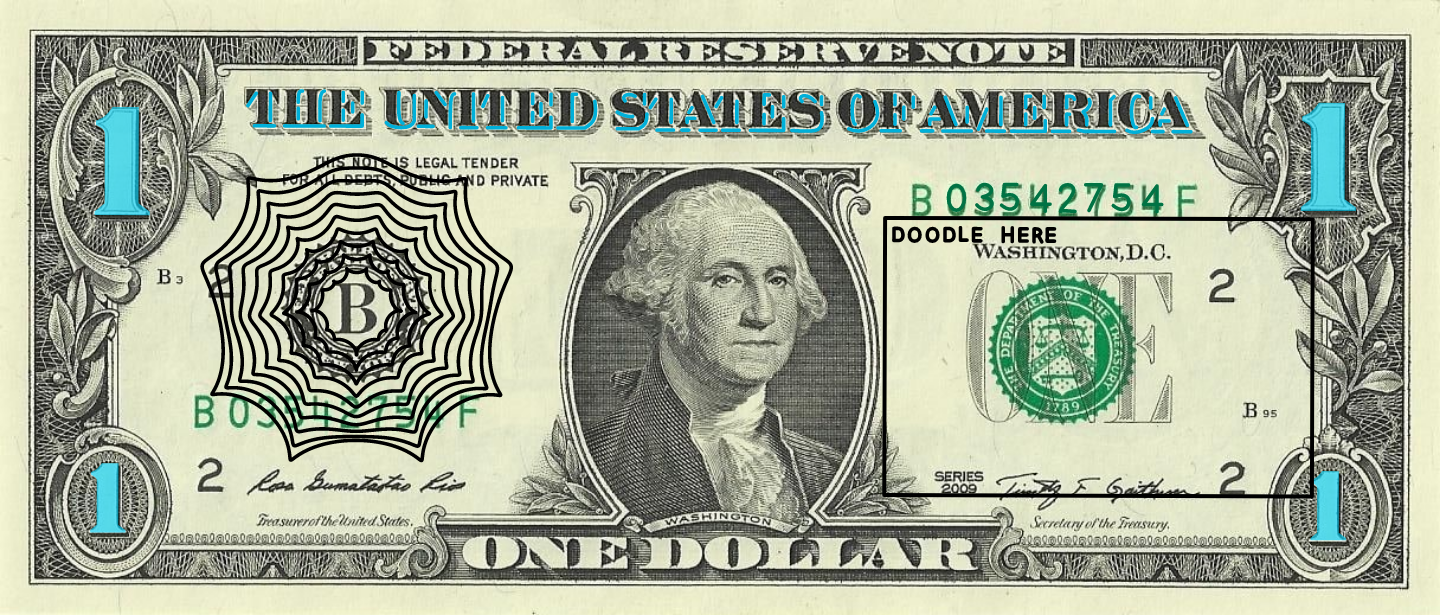 FEDERAL RESERVE NOTE
THE UNITED STATES OF AMERICA
1
1
THIS NOTE IS LEGAL TENDER
FOR ALL DEBTS, PUBLIC AND PRIVATE
B 03542754 F
DOODLE HERE
WASHINGTON, D.C.
B 3
2
2
B
ONE
THE DEPARTMENT OF THE TREASURY
1789
B 03542754 F
B 95
2
Rosa Gumataotao Rios
SERIES
2009
Timothy F. Geithner
2
Treasurer of the United States.
WASHINGTON
Secretary of the Treasury.
1
1
ONE DOLLAR